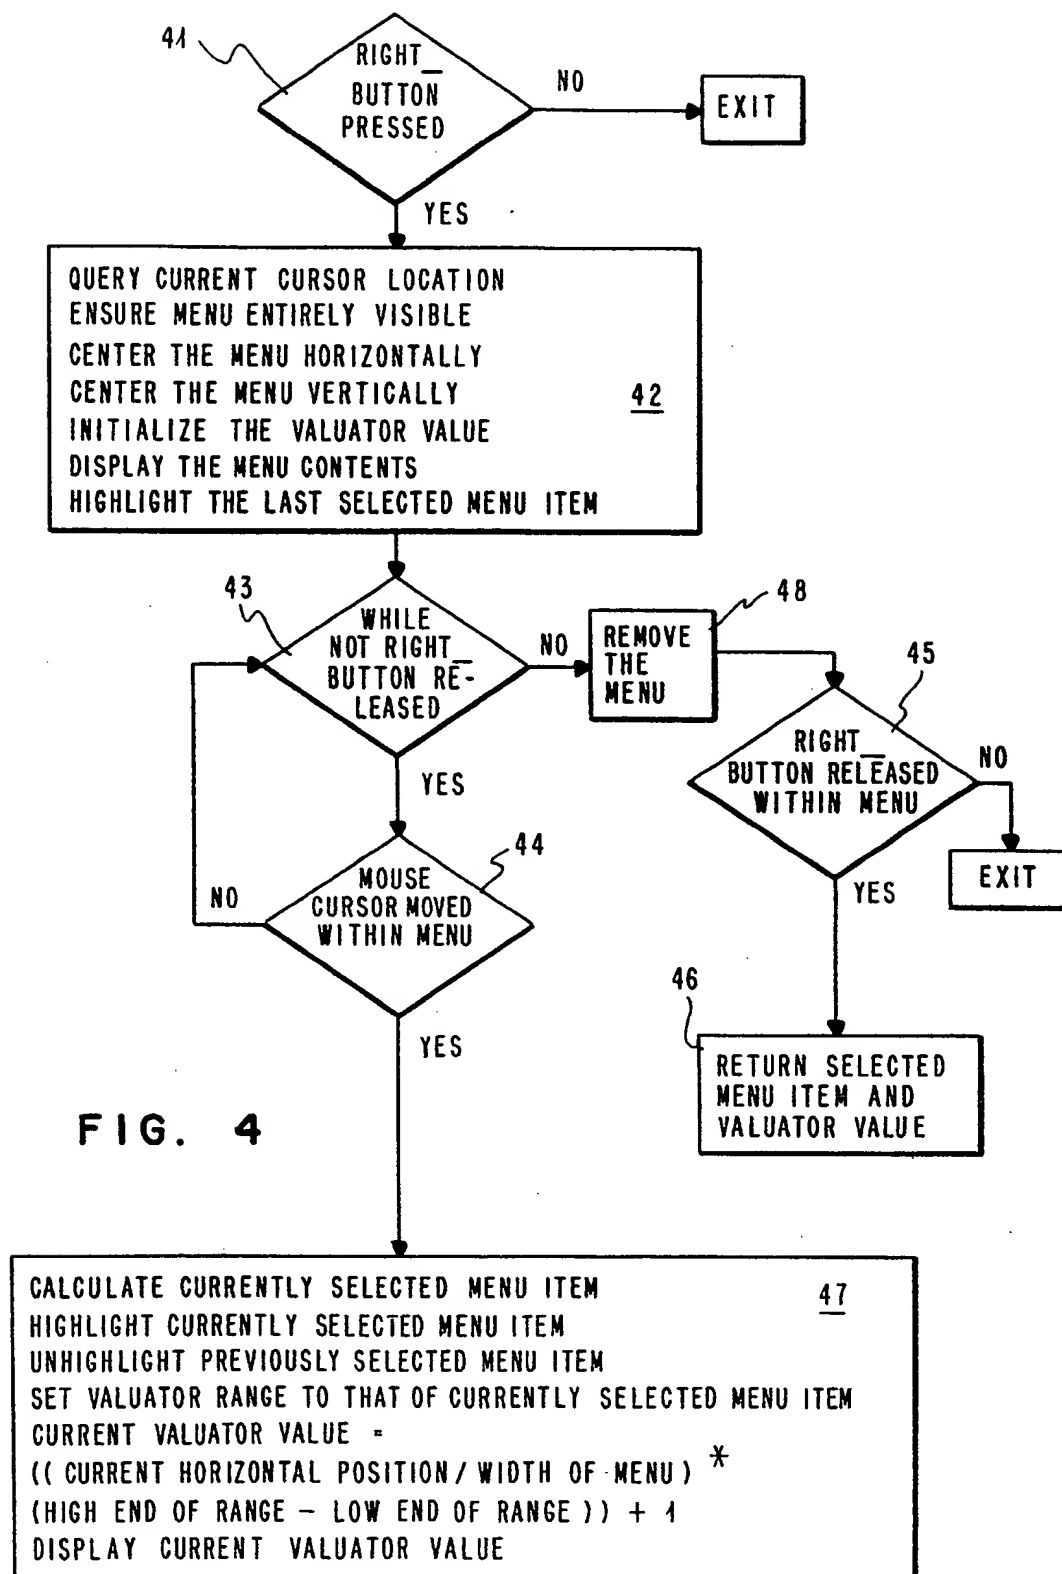 41
RIGHT_
BUTTON
PRESSED
NO
EXIT
YES
QUERY CURRENT CURSOR LOCATION
ENSURE MENU ENTIRELY VISIBLE
CENTER THE MENU HORIZONTALLY
CENTER THE MENU VERTICALLY
42
INITIALIZE THE VALUATOR VALUE
DISPLAY THE MENU CONTENTS
HIGHLIGHT THE LAST SELECTED MENU ITEM
43
WHILE
NOT RIGHT_
BUTTON RE-
LEASED
NO
REMOVE
THE
MENU
48
45
RIGHT_
BUTTON RELEASED
WITHIN MENU
NO
EXIT
YES
YES
44
MOUSE
CURSOR MOVED
WITHIN MENU
NO
YES
46
RETURN SELECTED
MENU ITEM AND
VALUATOR VALUE
FIG. 4
CALCULATE CURRENTLY SELECTED MENU ITEM
47
HIGHLIGHT CURRENTLY SELECTED MENU ITEM
UNHIGHLIGHT PREVIOUSLY SELECTED MENU ITEM
SET VALUATOR RANGE TO THAT OF CURRENTLY SELECTED MENU ITEM
CURRENT VALUATOR VALUE =
(( CURRENT HORIZONTAL POSITION / WIDTH OF MENU) *
(HIGH END OF RANGE - LOW END OF RANGE )) + 1
DISPLAY CURRENT VALUATOR VALUE